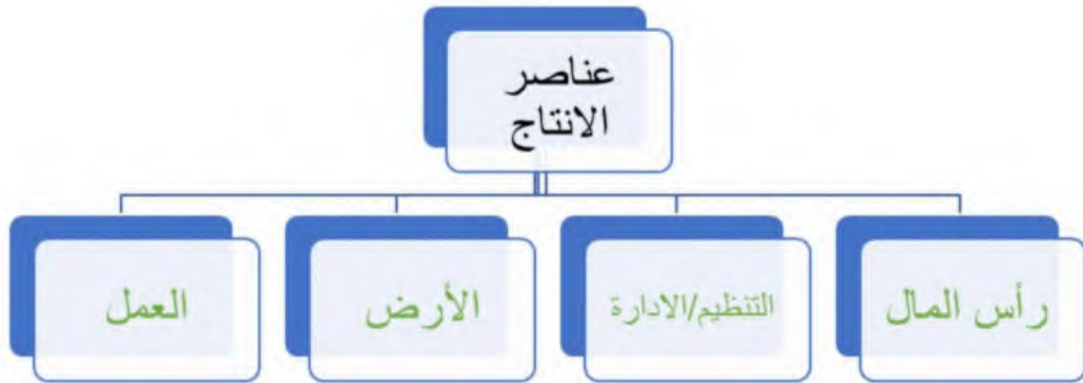 عناصر
الانتاج
رأس المال
التنظيم/الادارة
الأرض
العمل